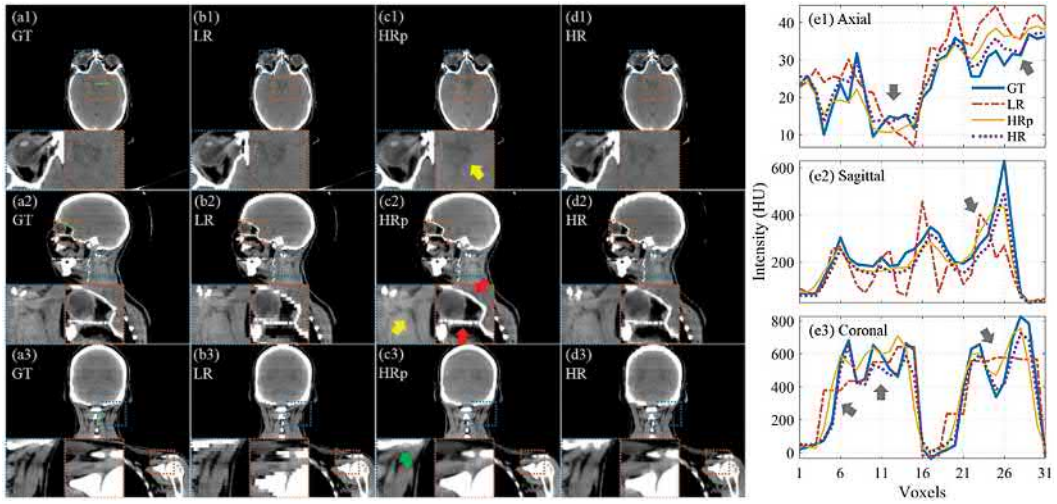 (a1)
GT
(b1)
LR
(c1)
HRp
(d1)
HR
(a2)
GT
(b2)
LR
(c2)
HRp
(d2)
HR
(a3)
GT
(b3)
LR
(c3)
HRp
(d3)
HR
(e1) Axial
40
30
20
10
GT
LR
HRp
HR
(e2) Sagittal
600
400
200
Intensity (HU)
(e3) Coronal
800
600
400
200
0
1 6 11 16 21 26 31
Voxels